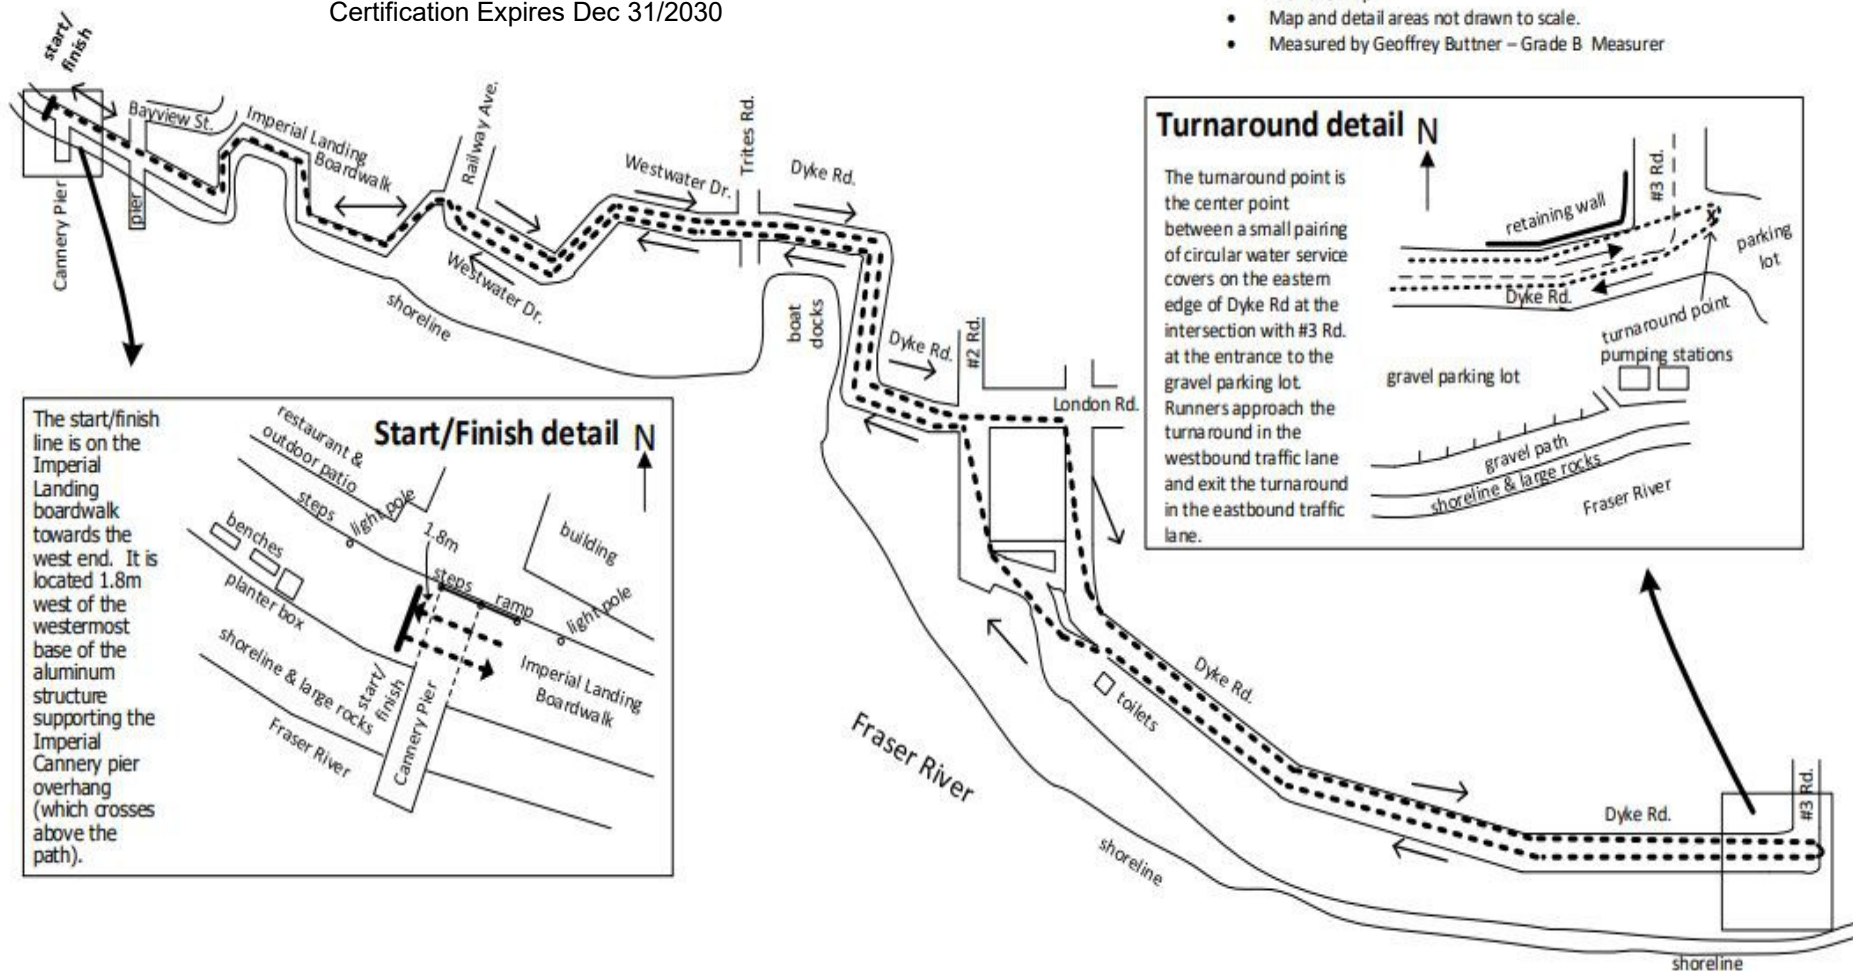 Certification Expires Dec 31/2030
• Map and detail areas not drawn to scale.
• Measured by Geoffrey Buttner – Grade B Measurer
start/
finish
Bayview St.
Imperial Landing
Boardwalk
Railway Ave.
Westwater Dr.
Trites Rd.
Dyke Rd.
Cannery Pier
pier
Westwater Dr.
shoreline
boat
docks
Dyke Rd.
#2 Rd.
London Rd.
Turnaround detail N
The turnaround point is
the center point
between a small pairing
of circular water service
covers on the eastern
edge of Dyke Rd at the
intersection with #3 Rd.
at the entrance to the
gravel parking lot.
Runners approach the
turnaround in the
westbound traffic lane
and exit the turnaround
in the eastbound traffic
lane.
retaining wall
#3 Rd.
X
parking
lot
Dyke Rd.
turnaround point
pumping stations
gravel parking lot
gravel path
shoreline & large rocks
Fraser River
The start/finish
line is on the
Imperial
Landing
boardwalk
towards the
west end. It is
located 1.8m
west of the
westermost
base of the
aluminum
structure
supporting the
Imperial
Cannery pier
overhang
(which crosses
above the
path).
Start/Finish detail N
restaurant &
outdoor patio
steps
light pole
1.8m
building
benches
planter box
steps
ramp
light pole
shoreline & large rocks
start/
finish
Cannery Pier
Imperial Landing
Boardwalk
Fraser River
Dyke Rd.
toilets
Fraser River
shoreline
Dyke Rd.
#3 Rd.
shoreline